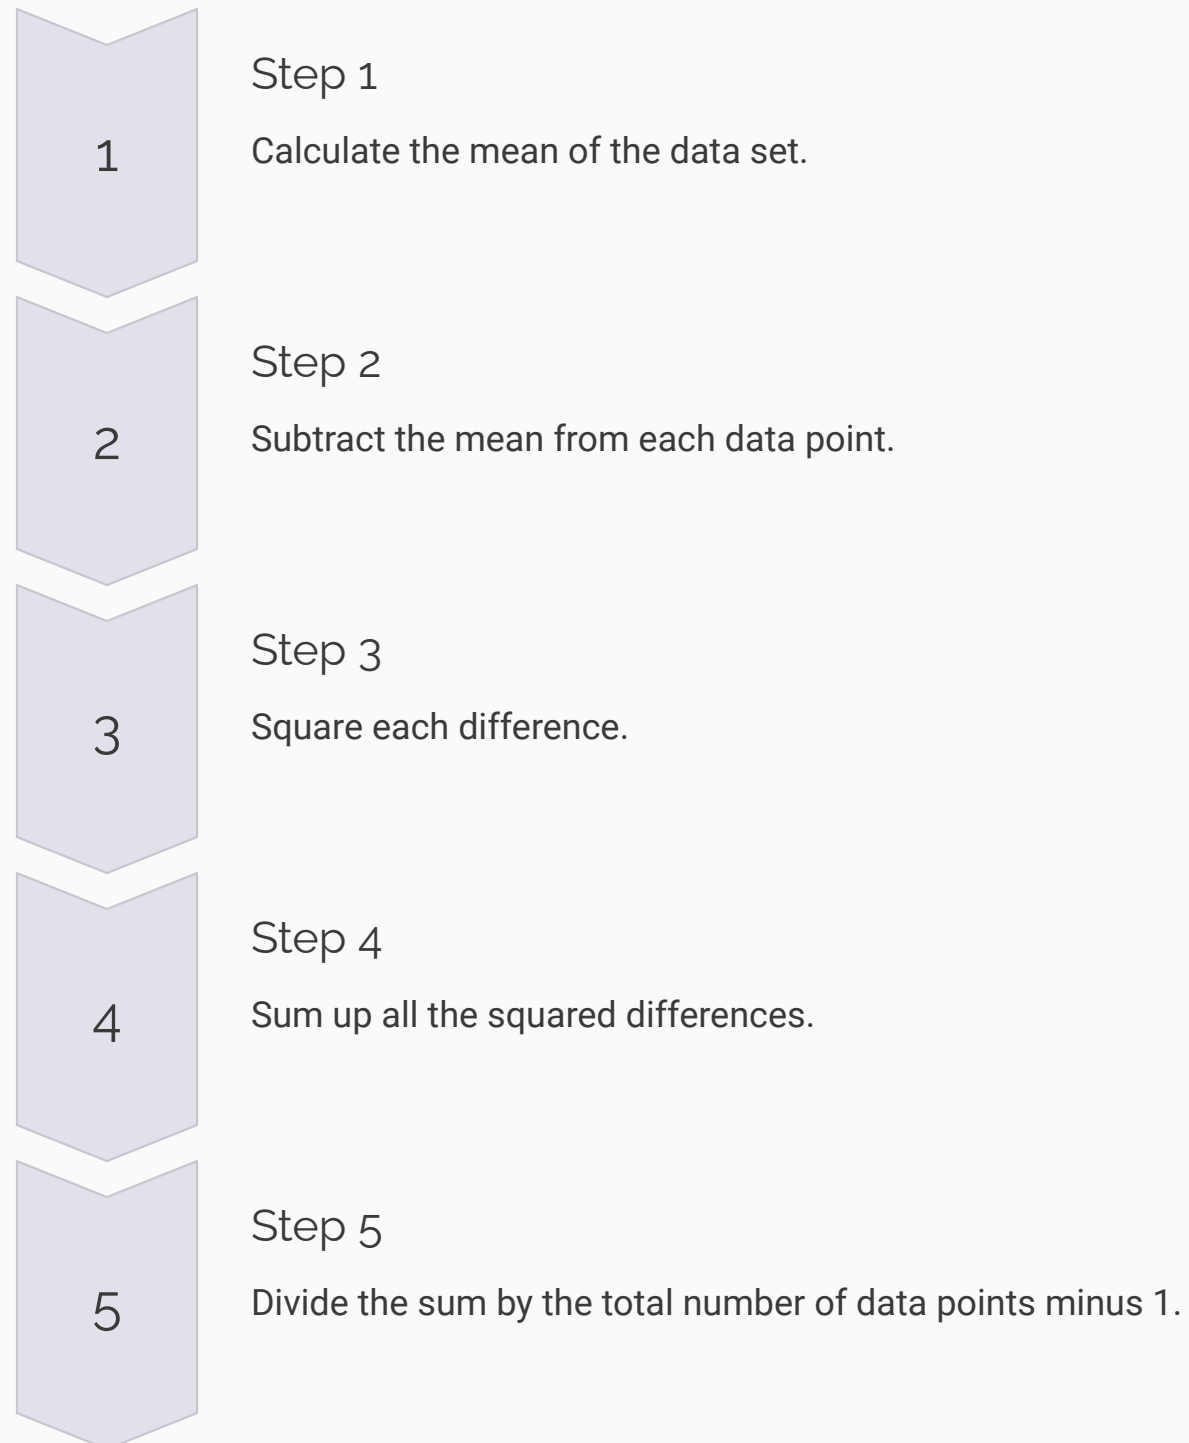 1
Step 1
Calculate the mean of the data set.
2
Step 2
Subtract the mean from each data point.
3
Step 3
Square each difference.
4
Step 4
Sum up all the squared differences.
5
Step 5
Divide the sum by the total number of data points minus 1.